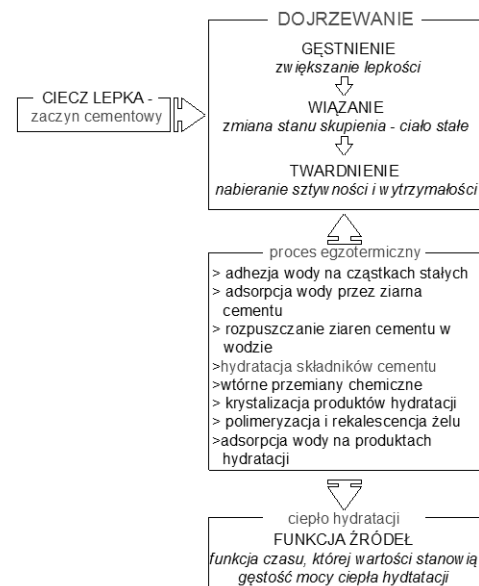 DOJRZEWANIE
GĘSTNIENIE
zwiększanie lepkości
CIECZ LEPKA -
zaczyn cementowy
WIĄZANIE
zmiana stanu skupienia - ciało stałe
TWARDNIENIE
nabieranie sztywności i wytrzymałości
proces egzotermiczny
> adhezja wody na cząstkach stałych
> adsorpcja wody przez ziarna
cementu
> rozpuszczanie ziaren cementu w
wodzie
>hydratacja składników cementu
>wtórne przemiany chemiczne
> krystalizacja produktów hydratacji
> polimeryzacja i rekalescencja żelu
>adsorpcja wody na produktach
hydratacji
ciepło hydratacji
FUNKCJA ŹRÓDEŁ
funkcja czasu, której wartości stanowią
gęstość mocy ciepła hydtatacji